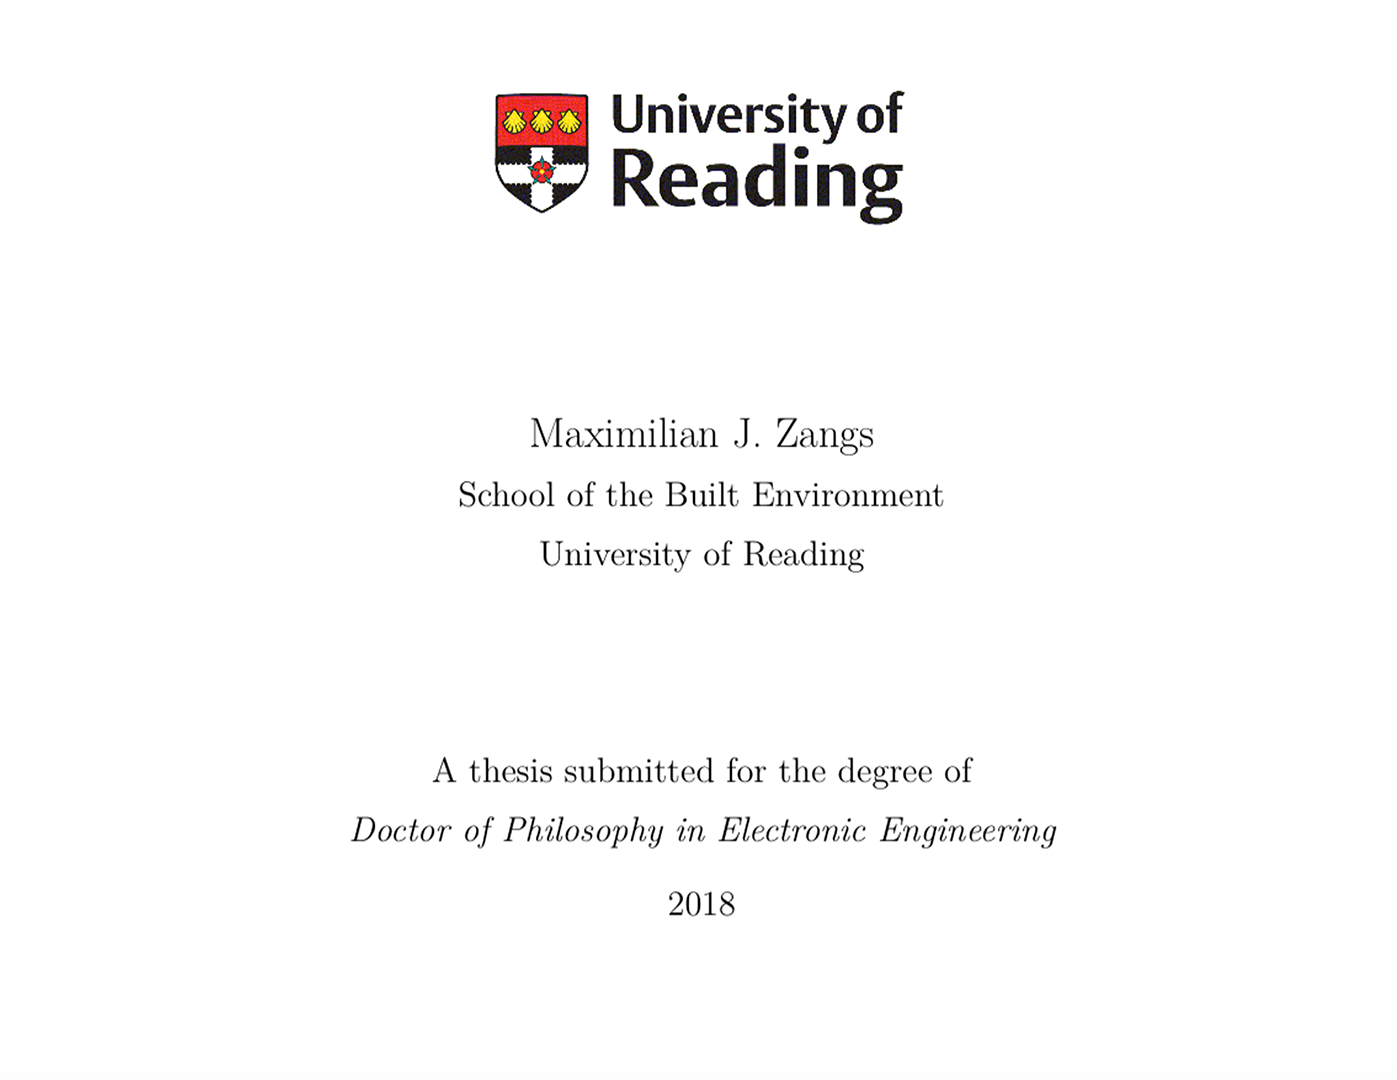 University of
Reading
Maximilian J. Zangs
School of the Built Environment
University of Reading
A thesis submitted for the degree of
Doctor of Philosophy in Electronic Engineering
2018